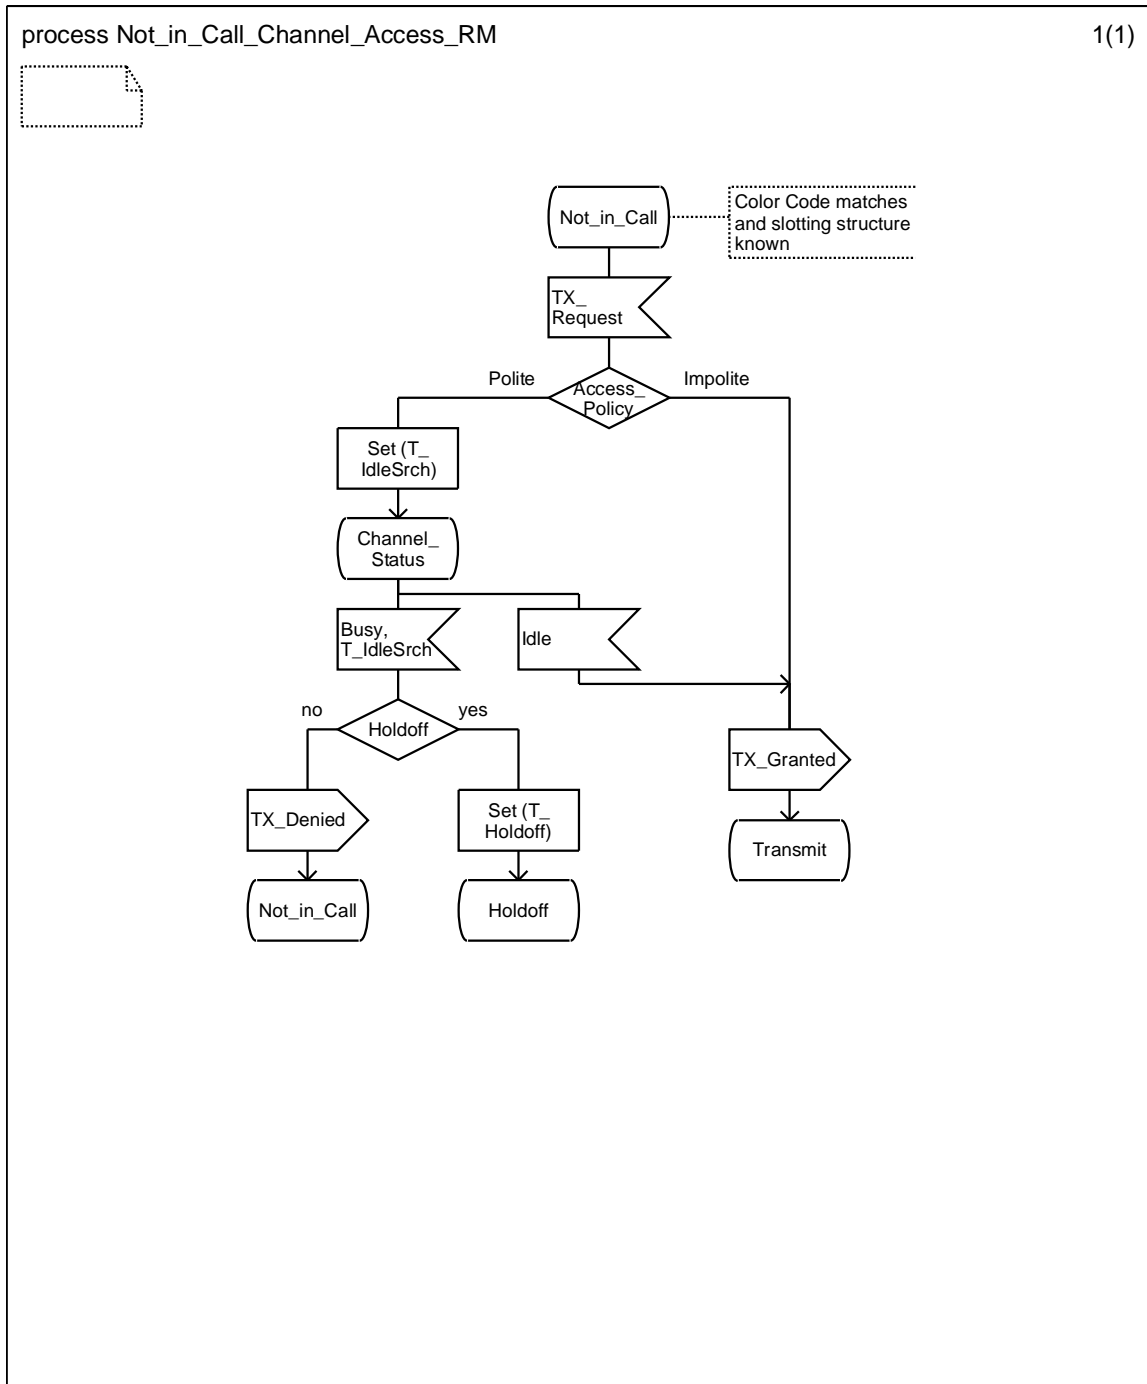 process Not_in_Call_Channel_Access_RM
1(1)
Not_in_Call
Color Code matches
and slotting structure
known
TX_
Request
Polite
Access_
Policy
Impolite
Set (T_
IdleSrch)
Channel_
Status
Busy,
T_IdleSrch
Idle
no
Holdoff
yes
TX_Granted
TX_Denied
Set (T_
Holdoff)
Transmit
Not_in_Call
Holdoff